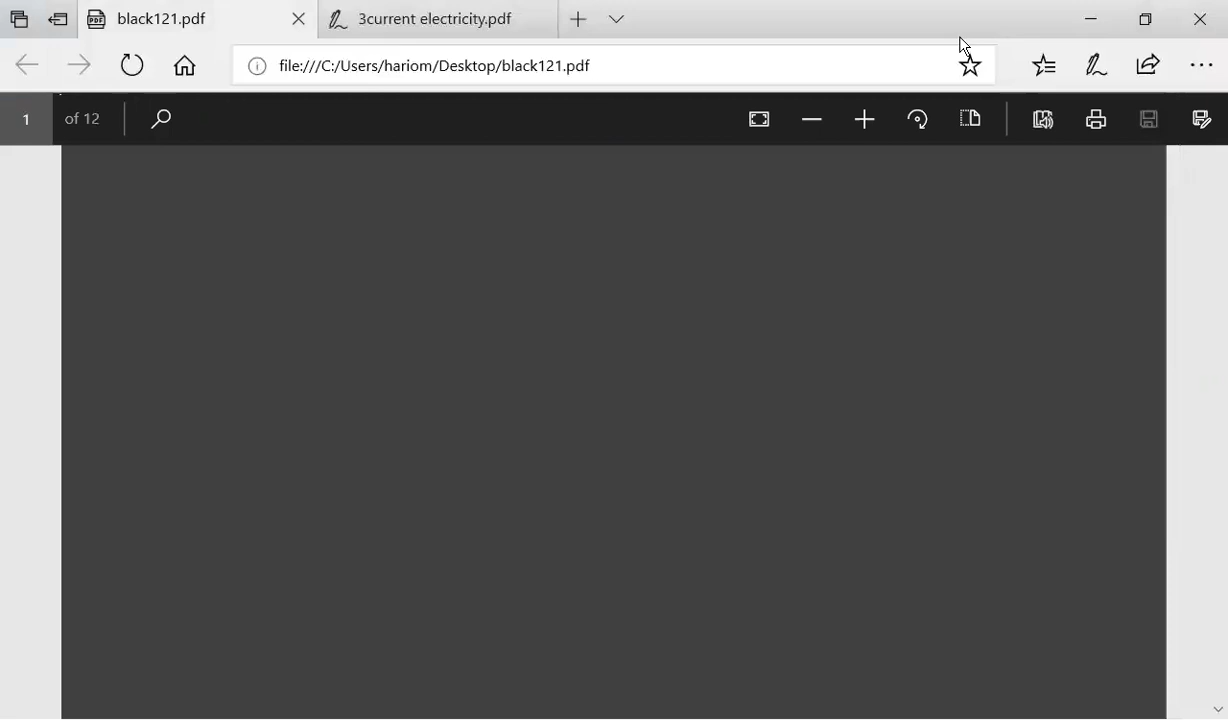 black121.pdf
3current electricity.pdf
file:///C:/Users/hariom/Desktop/black121.pdf
1 of 12